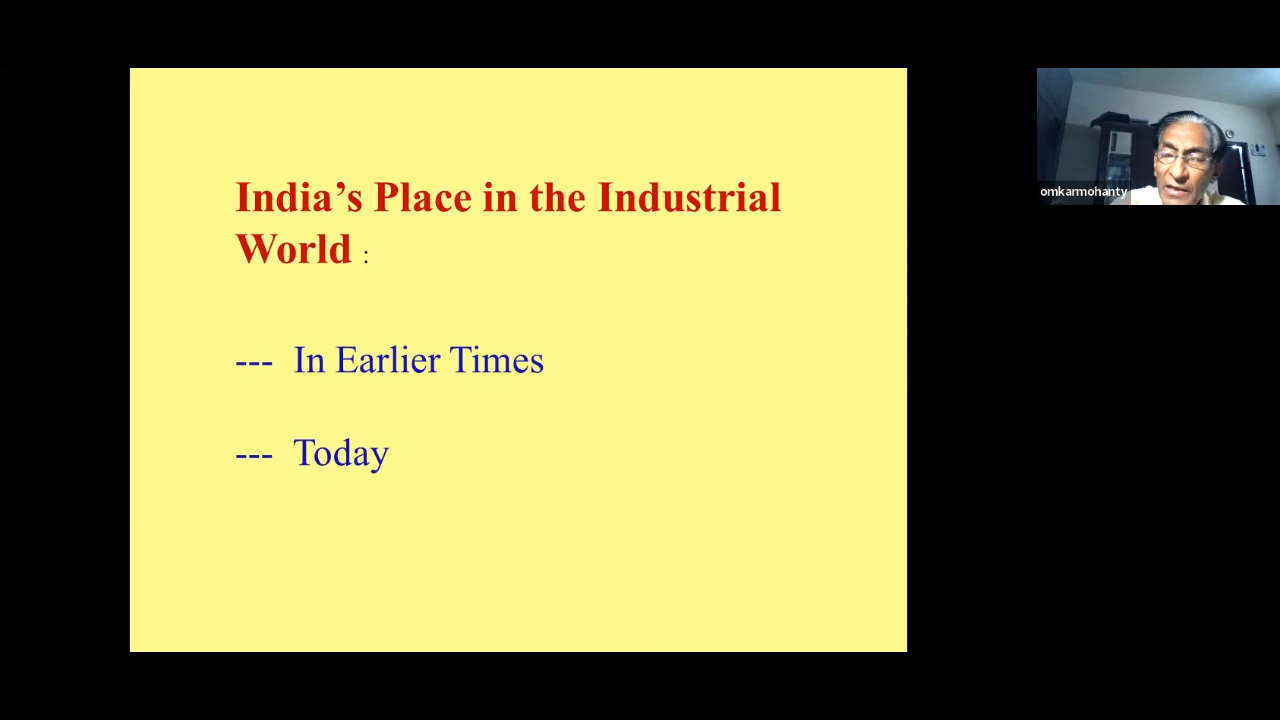 India’s Place in the Industrial
World :
--- In Earlier Times
--- Today
omkarmohanty